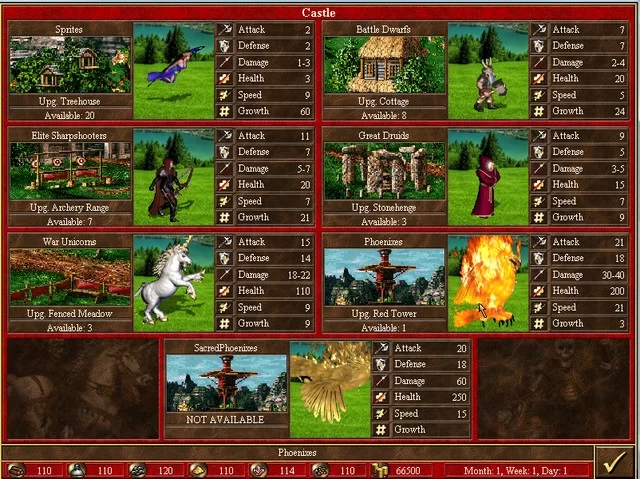 Castle
Sprites
Upg. Treehouse
Available: 20
Attack 2
Defense 2
Damage 1-3
Health 3
Speed 9
Growth 60
Battle Dwarfs
Upg. Cottage
Available: 8
Attack 7
Defense 7
Damage 2-4
Health 20
Speed 5
Growth 24
Elite Sharpshooters
Upg. Archery Range
Available: 7
Attack 11
Defense 7
Damage 5-7
Health 20
Speed 7
Growth 21
Great Druids
Upg. Stonehenge
Available: 3
Attack 9
Defense 5
Damage 3-5
Health 15
Speed 7
Growth 9
War Unicorns
Upg. Fenced Meadow
Available: 3
Attack 15
Defense 14
Damage 18-22
Health 110
Speed 9
Growth 9
Phoenixes
Upg. Red Tower
Available: 1
Attack 21
Defense 18
Damage 30-40
Health 200
Speed 21
Growth 3
SacredPhoenixes
NOT AVAILABLE
Attack 20
Defense 18
Damage 60
Health 250
Speed 15
Growth
Phoenixes
110 110 120 110 114 110 66500 Month: 1, Week: 1, Day: 1